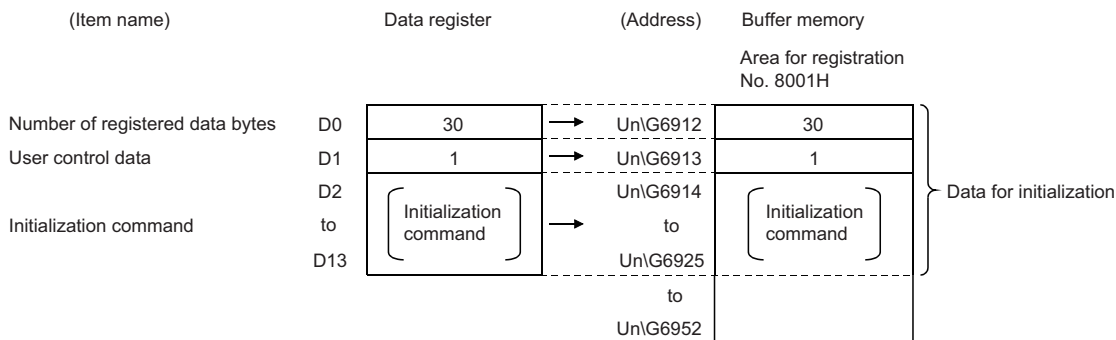 (Item name) Data register (Address) Buffer memory
Area for registration
No. 8001H
Number of registered data bytes D0 30 Un\G6912 30
User control data D1 1 Un\G6913 1
D2 Un\G6914
Initialization command to Initialization command to Initialization command Data for initialization
D13 Un\G6925
to
Un\G6952